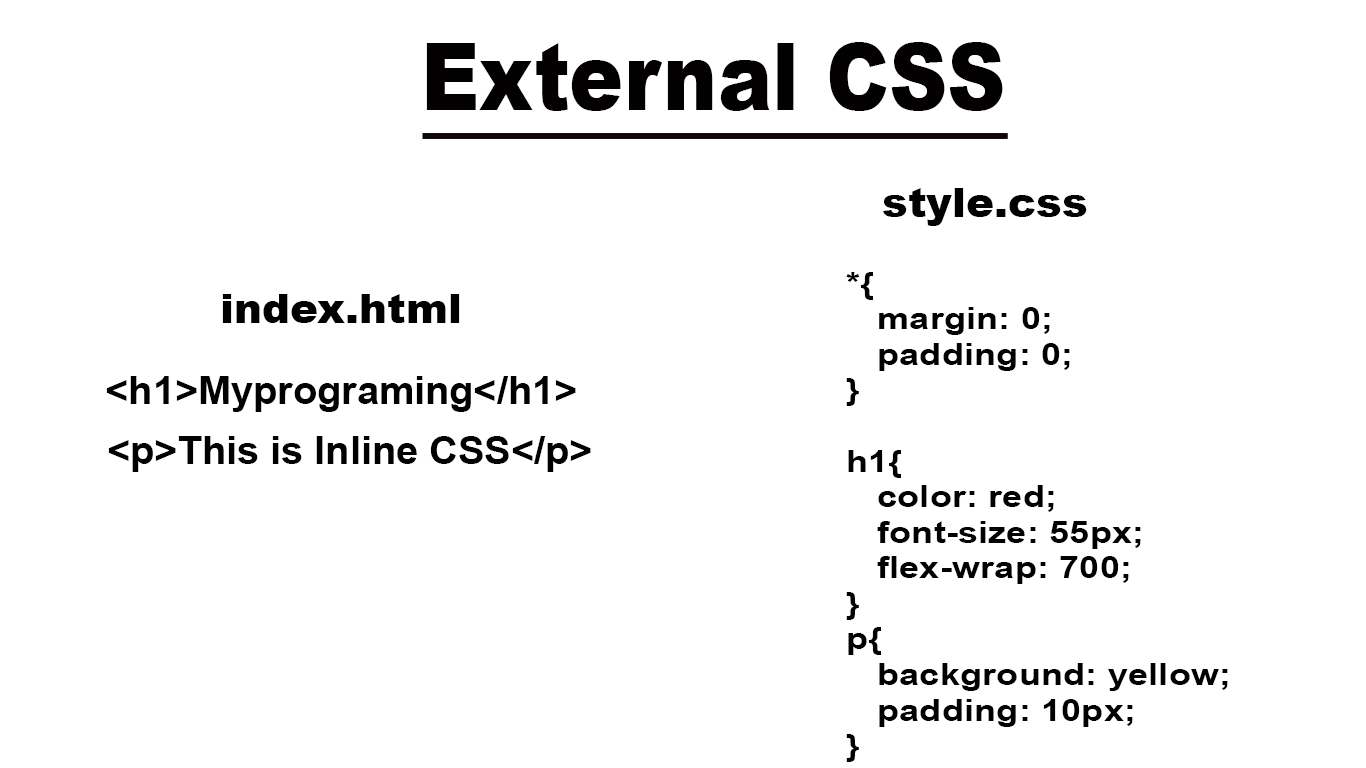 External CSS
index.html
<h1>Myprograming</h1>
<p>This is Inline CSS</p>
style.css
*{
margin: 0;
padding: 0;
}
h1{
color: red;
font-size: 55px;
flex-wrap: 700;
}
p{
background: yellow;
padding: 10px;
}